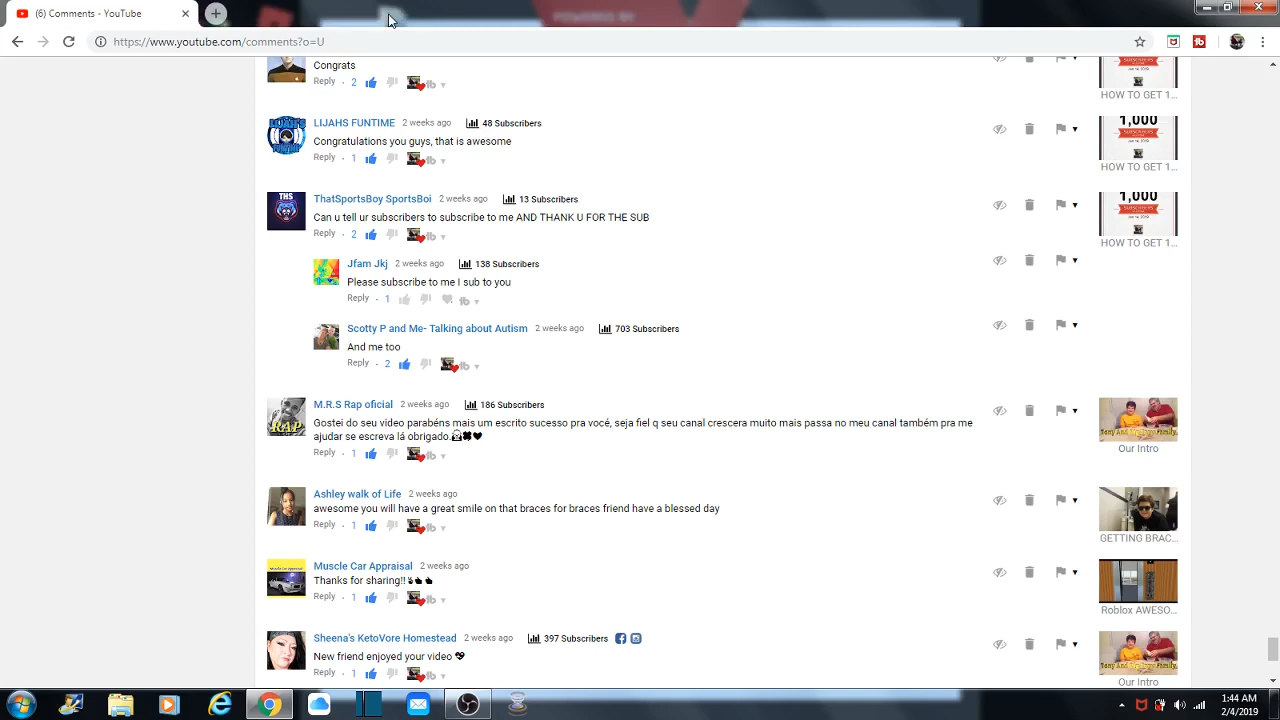 (6) Comments - YouTube
POWERED BY
https://www.youtube.com/comments?o=U
Congrats
Reply · 2
HOW TO GET 1...
LIJAHS FUNTIME 2 weeks ago 48 Subscribers
1,000
SUBSCRIBERS
Congratulations you guys, that is awesome
Reply · 1
HOW TO GET 1...
ThatSportsBoy SportsBoi 2 weeks ago 13 Subscribers
THS
1,000
SUBSCRIBERS
Can u tell ur subscribers to subscribe to me AND THANK U FOR THE SUB
Reply · 2
HOW TO GET 1...
Jfam Jkj 2 weeks ago 138 Subscribers
Please subscribe to me I sub to you
Reply · 1
Scotty P and Me- Talking about Autism 2 weeks ago 703 Subscribers
And me too
Reply · 2
M.R.S Rap oficial 2 weeks ago 186 Subscribers
Gostei do seu video parabéns mais um escrito sucesso pra você, seja fiel q seu canal crescera muito mais passa no meu canal também pra me
RAP
ajudar se escreva lá obrigado.
Reply · 1
Our Intro
Ashley walk of Life 2 weeks ago
awesome you will have a great smile on that braces for braces friend have a blessed day
Reply · 1
GETTING BRAC...
Muscle Car Appraisal 2 weeks ago
Thanks for sharing!!
Reply · 1
Roblox AWESO...
Sheena's KetoVore Homestead 2 weeks ago 397 Subscribers
New friend enjoyed your video
Reply · 1
Our Intro
1:44 AM
2/4/2019